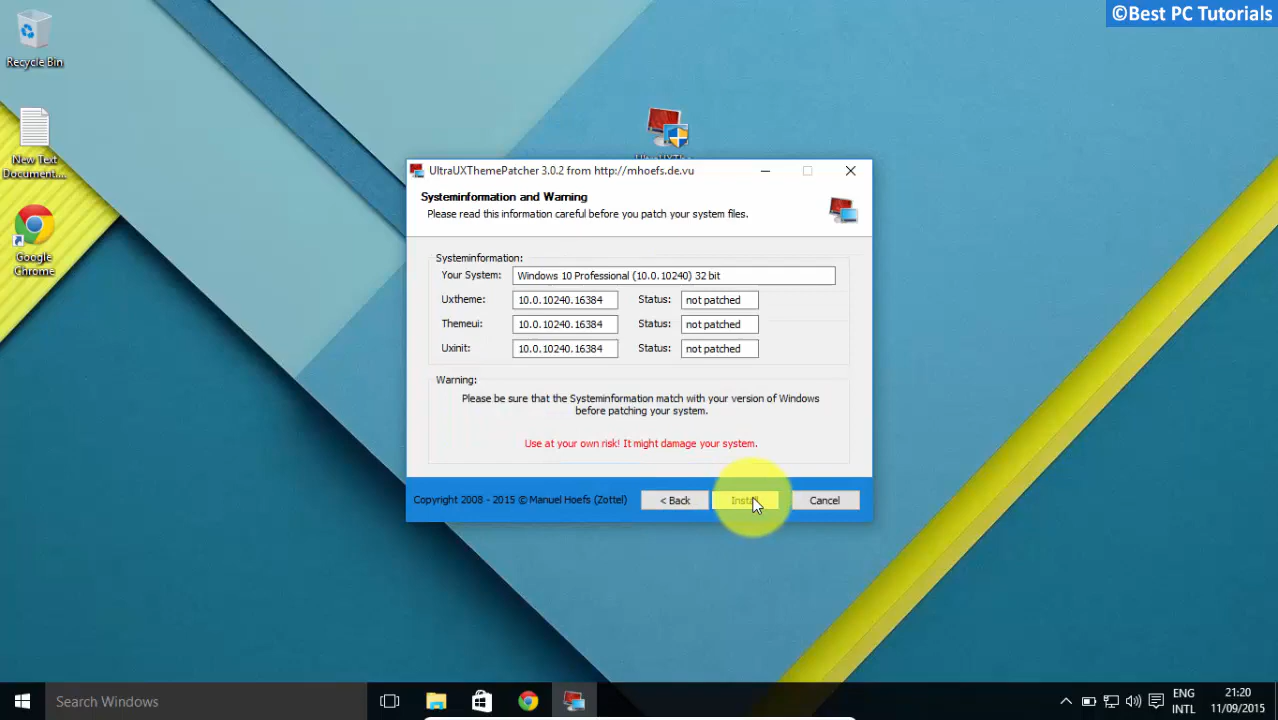 ©Best PC Tutorials
Recycle Bin
New Text
Document....
Google
Chrome
UltraUXThemePatcher 3.0.2 from http://mhoefs.de.vu
Systeminformation and Warning
Please read this information careful before you patch your system files.
Systeminformation:
Your System: Windows 10 Professional (10.0.10240) 32 bit
Uxtheme: 10.0.10240.16384 Status: not patched
Themeui: 10.0.10240.16384 Status: not patched
Uxinit: 10.0.10240.16384 Status: not patched
Warning:
Please be sure that the Systeminformation match with your version of Windows
before patching your system.
Use at your own risk! It might damage your system.
Copyright 2008 - 2015 © Manuel Hoefs (Zottel) < Back Install Cancel
Search Windows
ENG
INTL
21:20
11/09/2015